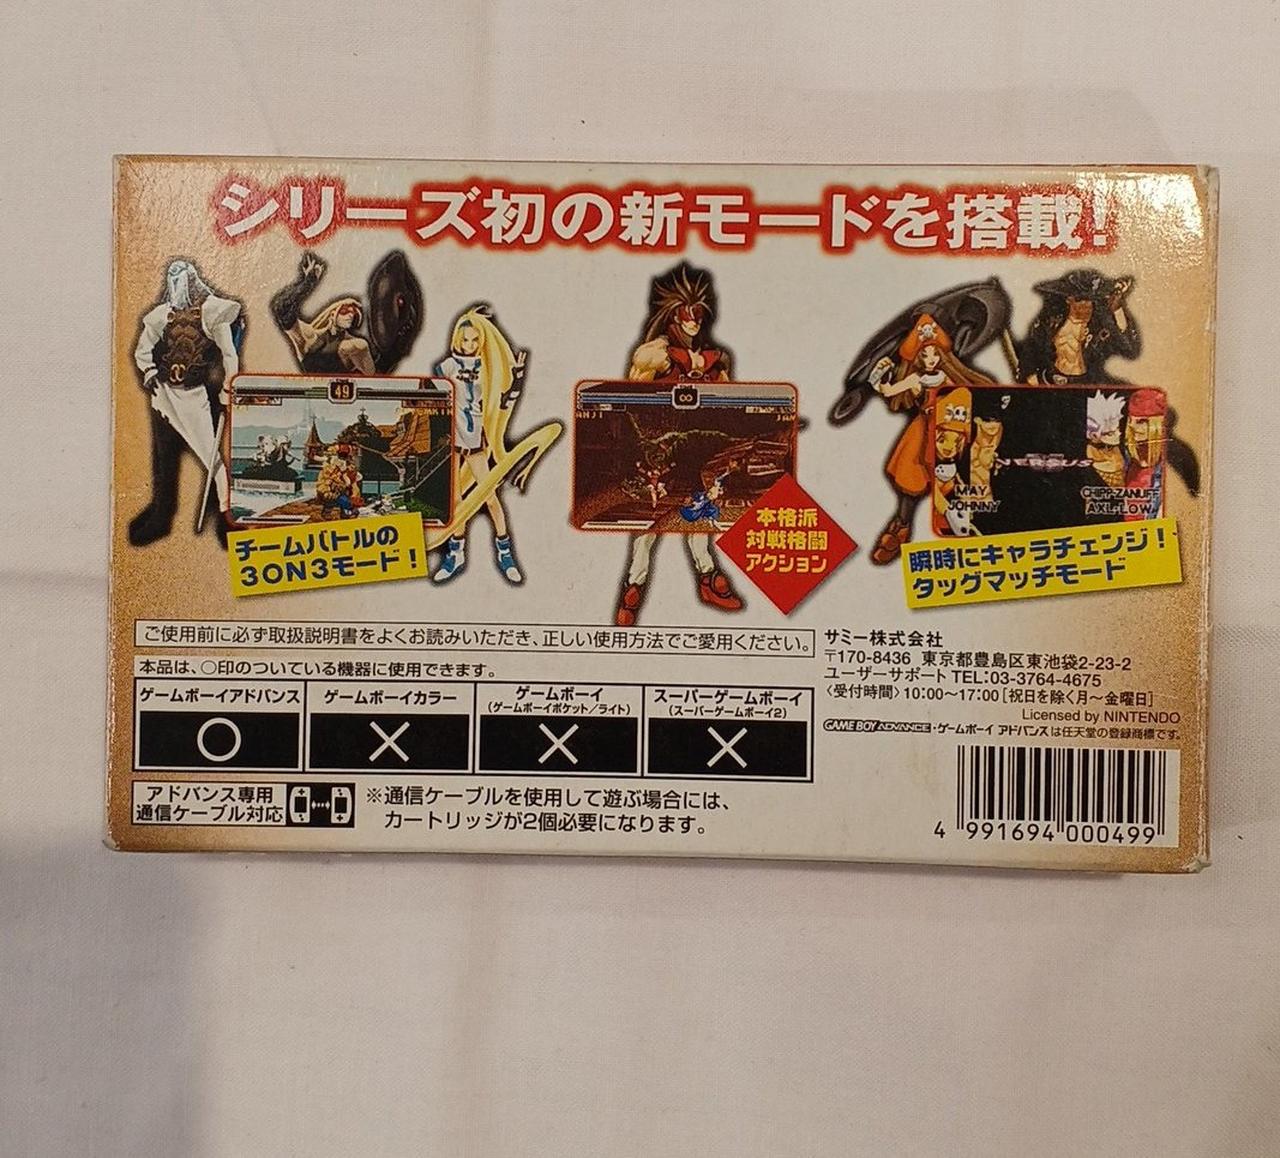 シリーズ初の新モードを搭載!
49
チームバトルの
3ON3モード!
∞
ANJI
本格派
対戦格闘
アクション
VERSUS
MAY
JOHNNY
CHIPP-ZANUFF
AXL-LOW
瞬時にキャラチェンジ!
タッグマッチモード
ご使用前に必ず取扱説明書をよくお読みいただき、正しい使用方法でご愛用ください。
本品は、○印のついている機器に使用できます。
ゲームボーイアドバンス
ゲームボーイカラー
ゲームボーイ
(ゲームボーイポケット/ライト)
スーパーゲームボーイ
(スーパーゲームボーイ2)
○ × × ×
アドバンス専用
通信ケーブル対応
※通信ケーブルを使用して遊ぶ場合には、
カートリッジが2個必要になります。
サミー株式会社
〒170-8436 東京都豊島区東池袋2-23-2
ユーザーサポート TEL:03-3764-4675
〈受付時間〉10:00~17:00[祝日を除く月~金曜日]
Licensed by NINTENDO
GAME BOY ADVANCE・ゲームボーイ アドバンスは任天堂の登録商標です。
4 991694 000499